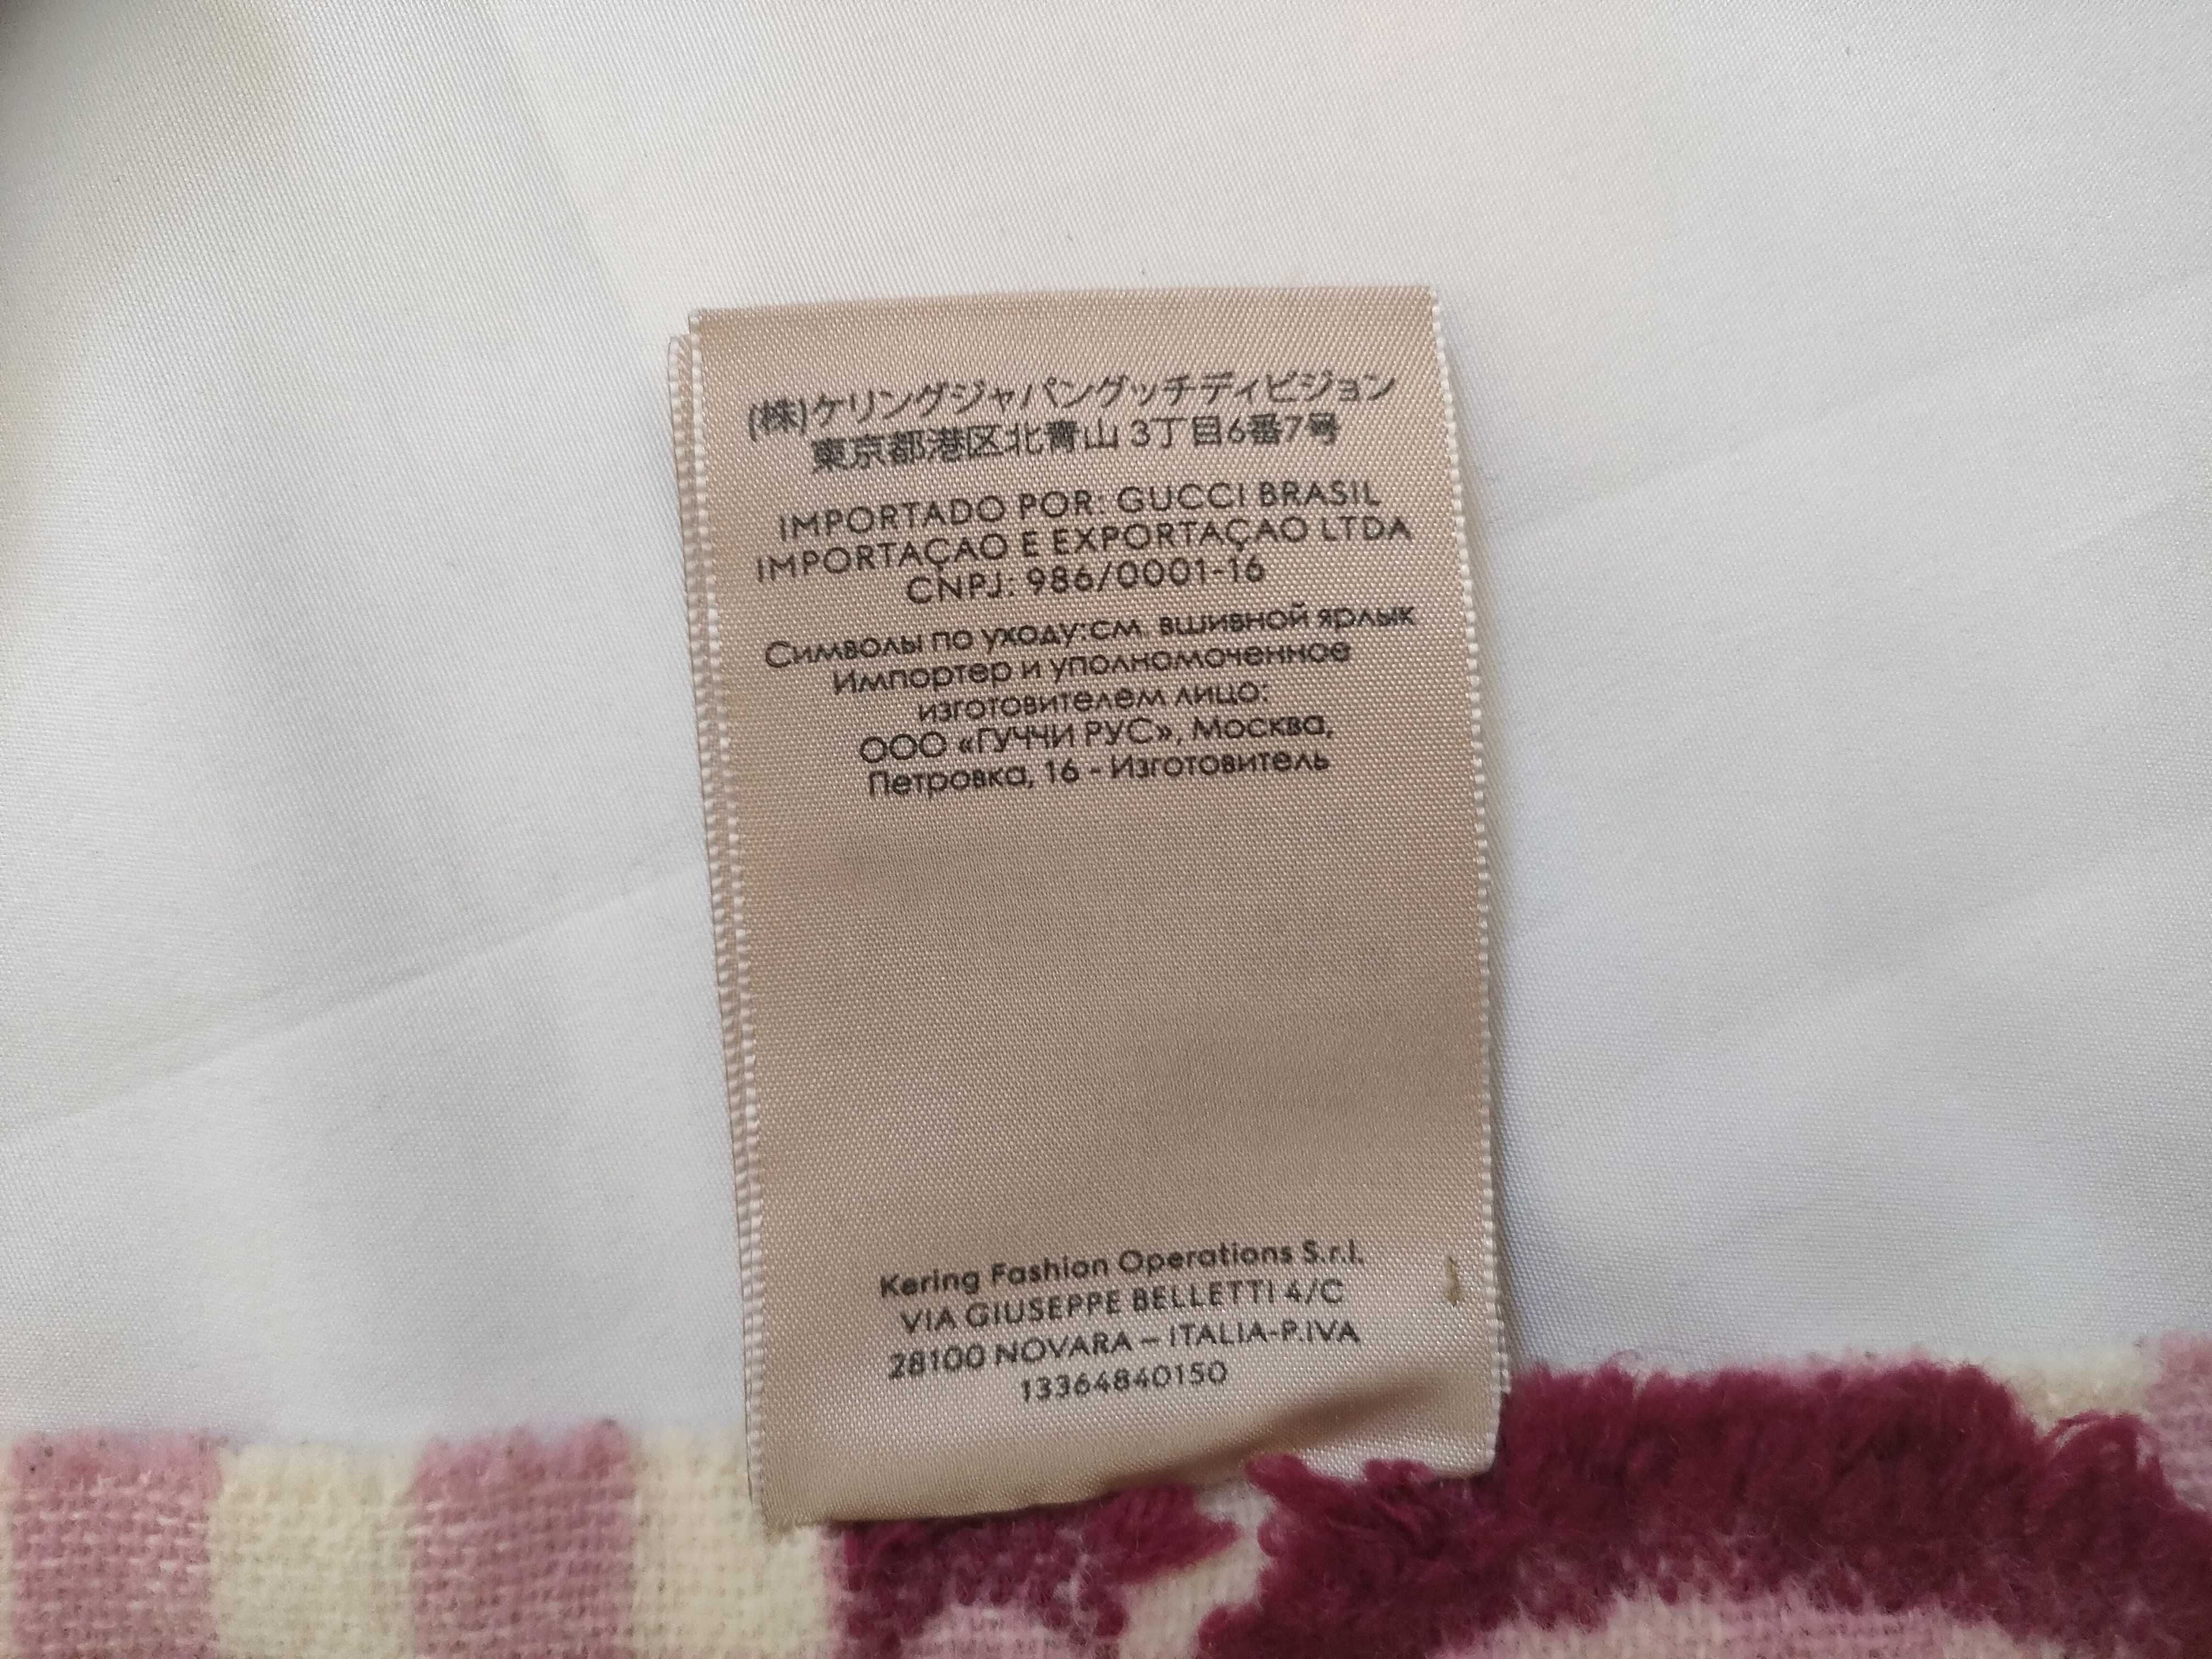 (株)ケリングジャパングッチディビジョン
東京都港区北青山 3丁目6番7号
IMPORTADO POR: GUCCI BRASIL
IMPORTAÇAO E EXPORTAÇAO LTDA
CNPJ: 986/0001-16
Символы по уходу:см. вшивной ярлык
Импортер и уполномоченное
изготовителем лицо:
ООО «ГУЧЧИ РУС», Москва,
Петровка, 16 - Изготовитель
Kering Fashion Operations S.r.l.
VIA GIUSEPPE BELLETTI 4/C
28100 NOVARA – ITALIA-P.IVA
13364840150